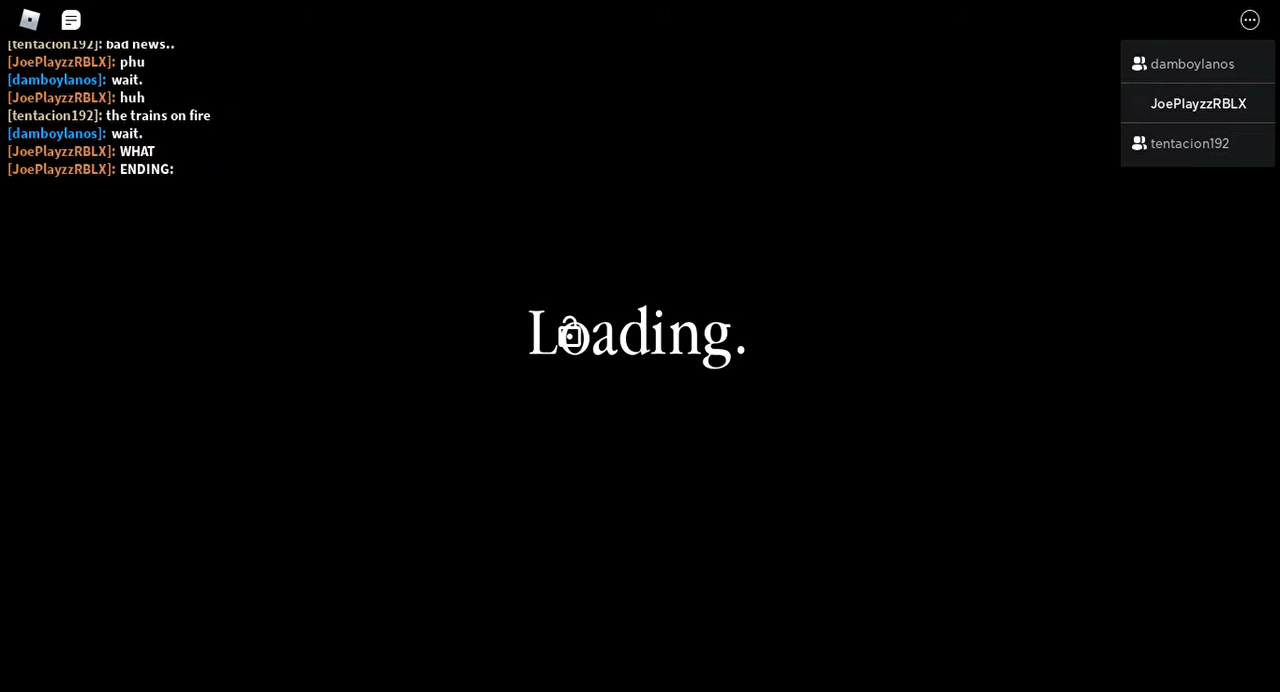 [tentacion192]: bad news..
[JoePlayzzRBLX]: phu
[damboylanos]: wait.
[JoePlayzzRBLX]: huh
[tentacion192]: the trains on fire
[damboylanos]: wait.
[JoePlayzzRBLX]: WHAT
[JoePlayzzRBLX]: ENDING:
damboylanos
JoePlayzzRBLX
tentacion192
Loading.